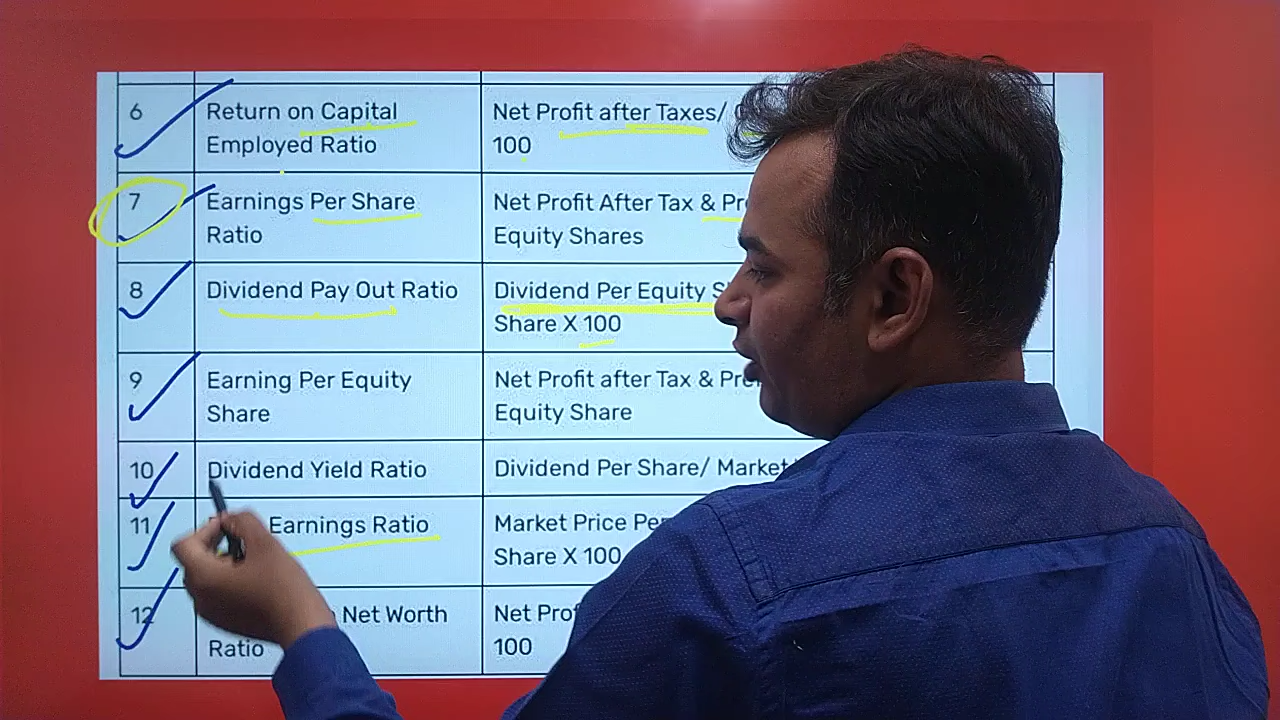 6 Return on Capital Net Profit after Taxes/
Employed Ratio 100
7 Earnings Per Share Net Profit After Tax &
Ratio Equity Shares
8 Dividend Pay Out Ratio Dividend Per Equity
Share X 100
9 Earning Per Equity Net Profit after Tax &
Share Equity Share
10 Dividend Yield Ratio Dividend Per Share/ Market
11 Earnings Ratio Market Price Per
Share X 100
12 Net Worth Net
Ratio 100